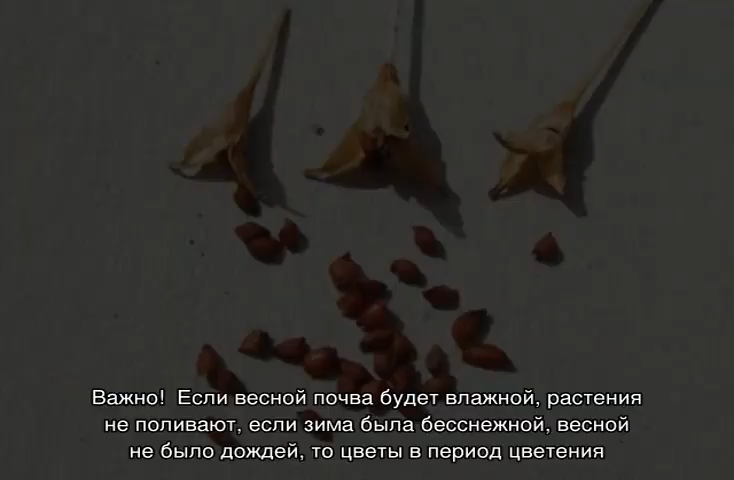 Важно!  Если весной почва будет влажной, растения
не поливают, если зима была бесснежной, весной
не было дождей, то цветы в период цветения